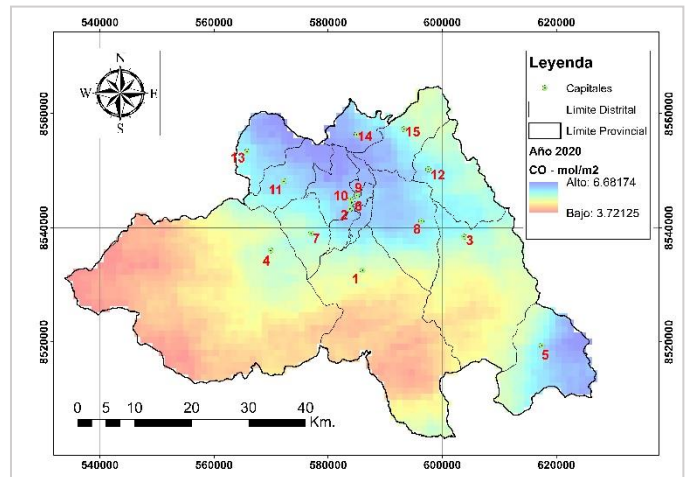 540000 560000 580000 600000 620000
N
W E
S
Leyenda
Capitales
Límite Distrital
Límite Provincial
Año 2020
CO - mol/m2
Alto: 6.68174
Bajo: 3.72125
8560000 8560000
8540000 8540000
8520000 8520000
14
15
13
12
11
9
10
6
2
8
7
3
4
1
5
0 5 10 20 30 40
Km.
540000 560000 580000 600000 620000